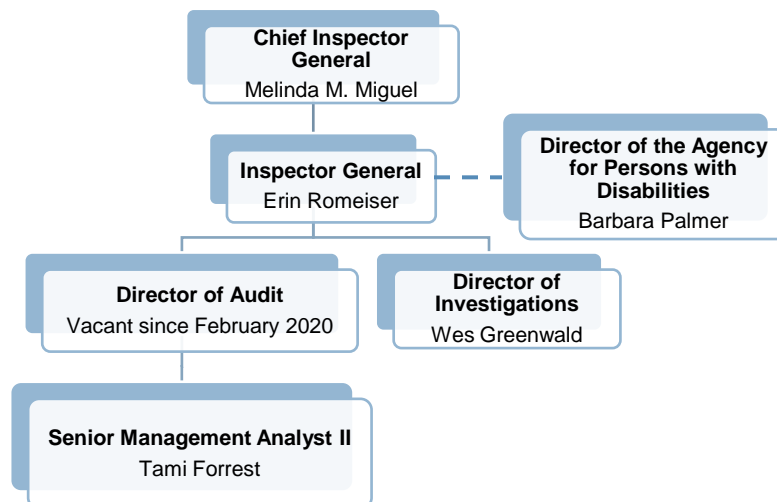 Chief Inspector
General
Melinda M. Miguel
Inspector General
Erin Romeiser
Director of the Agency
for Persons with
Disabilities
Barbara Palmer
Director of Audit
Vacant since February 2020
Director of
Investigations
Wes Greenwald
Senior Management Analyst II
Tami Forrest